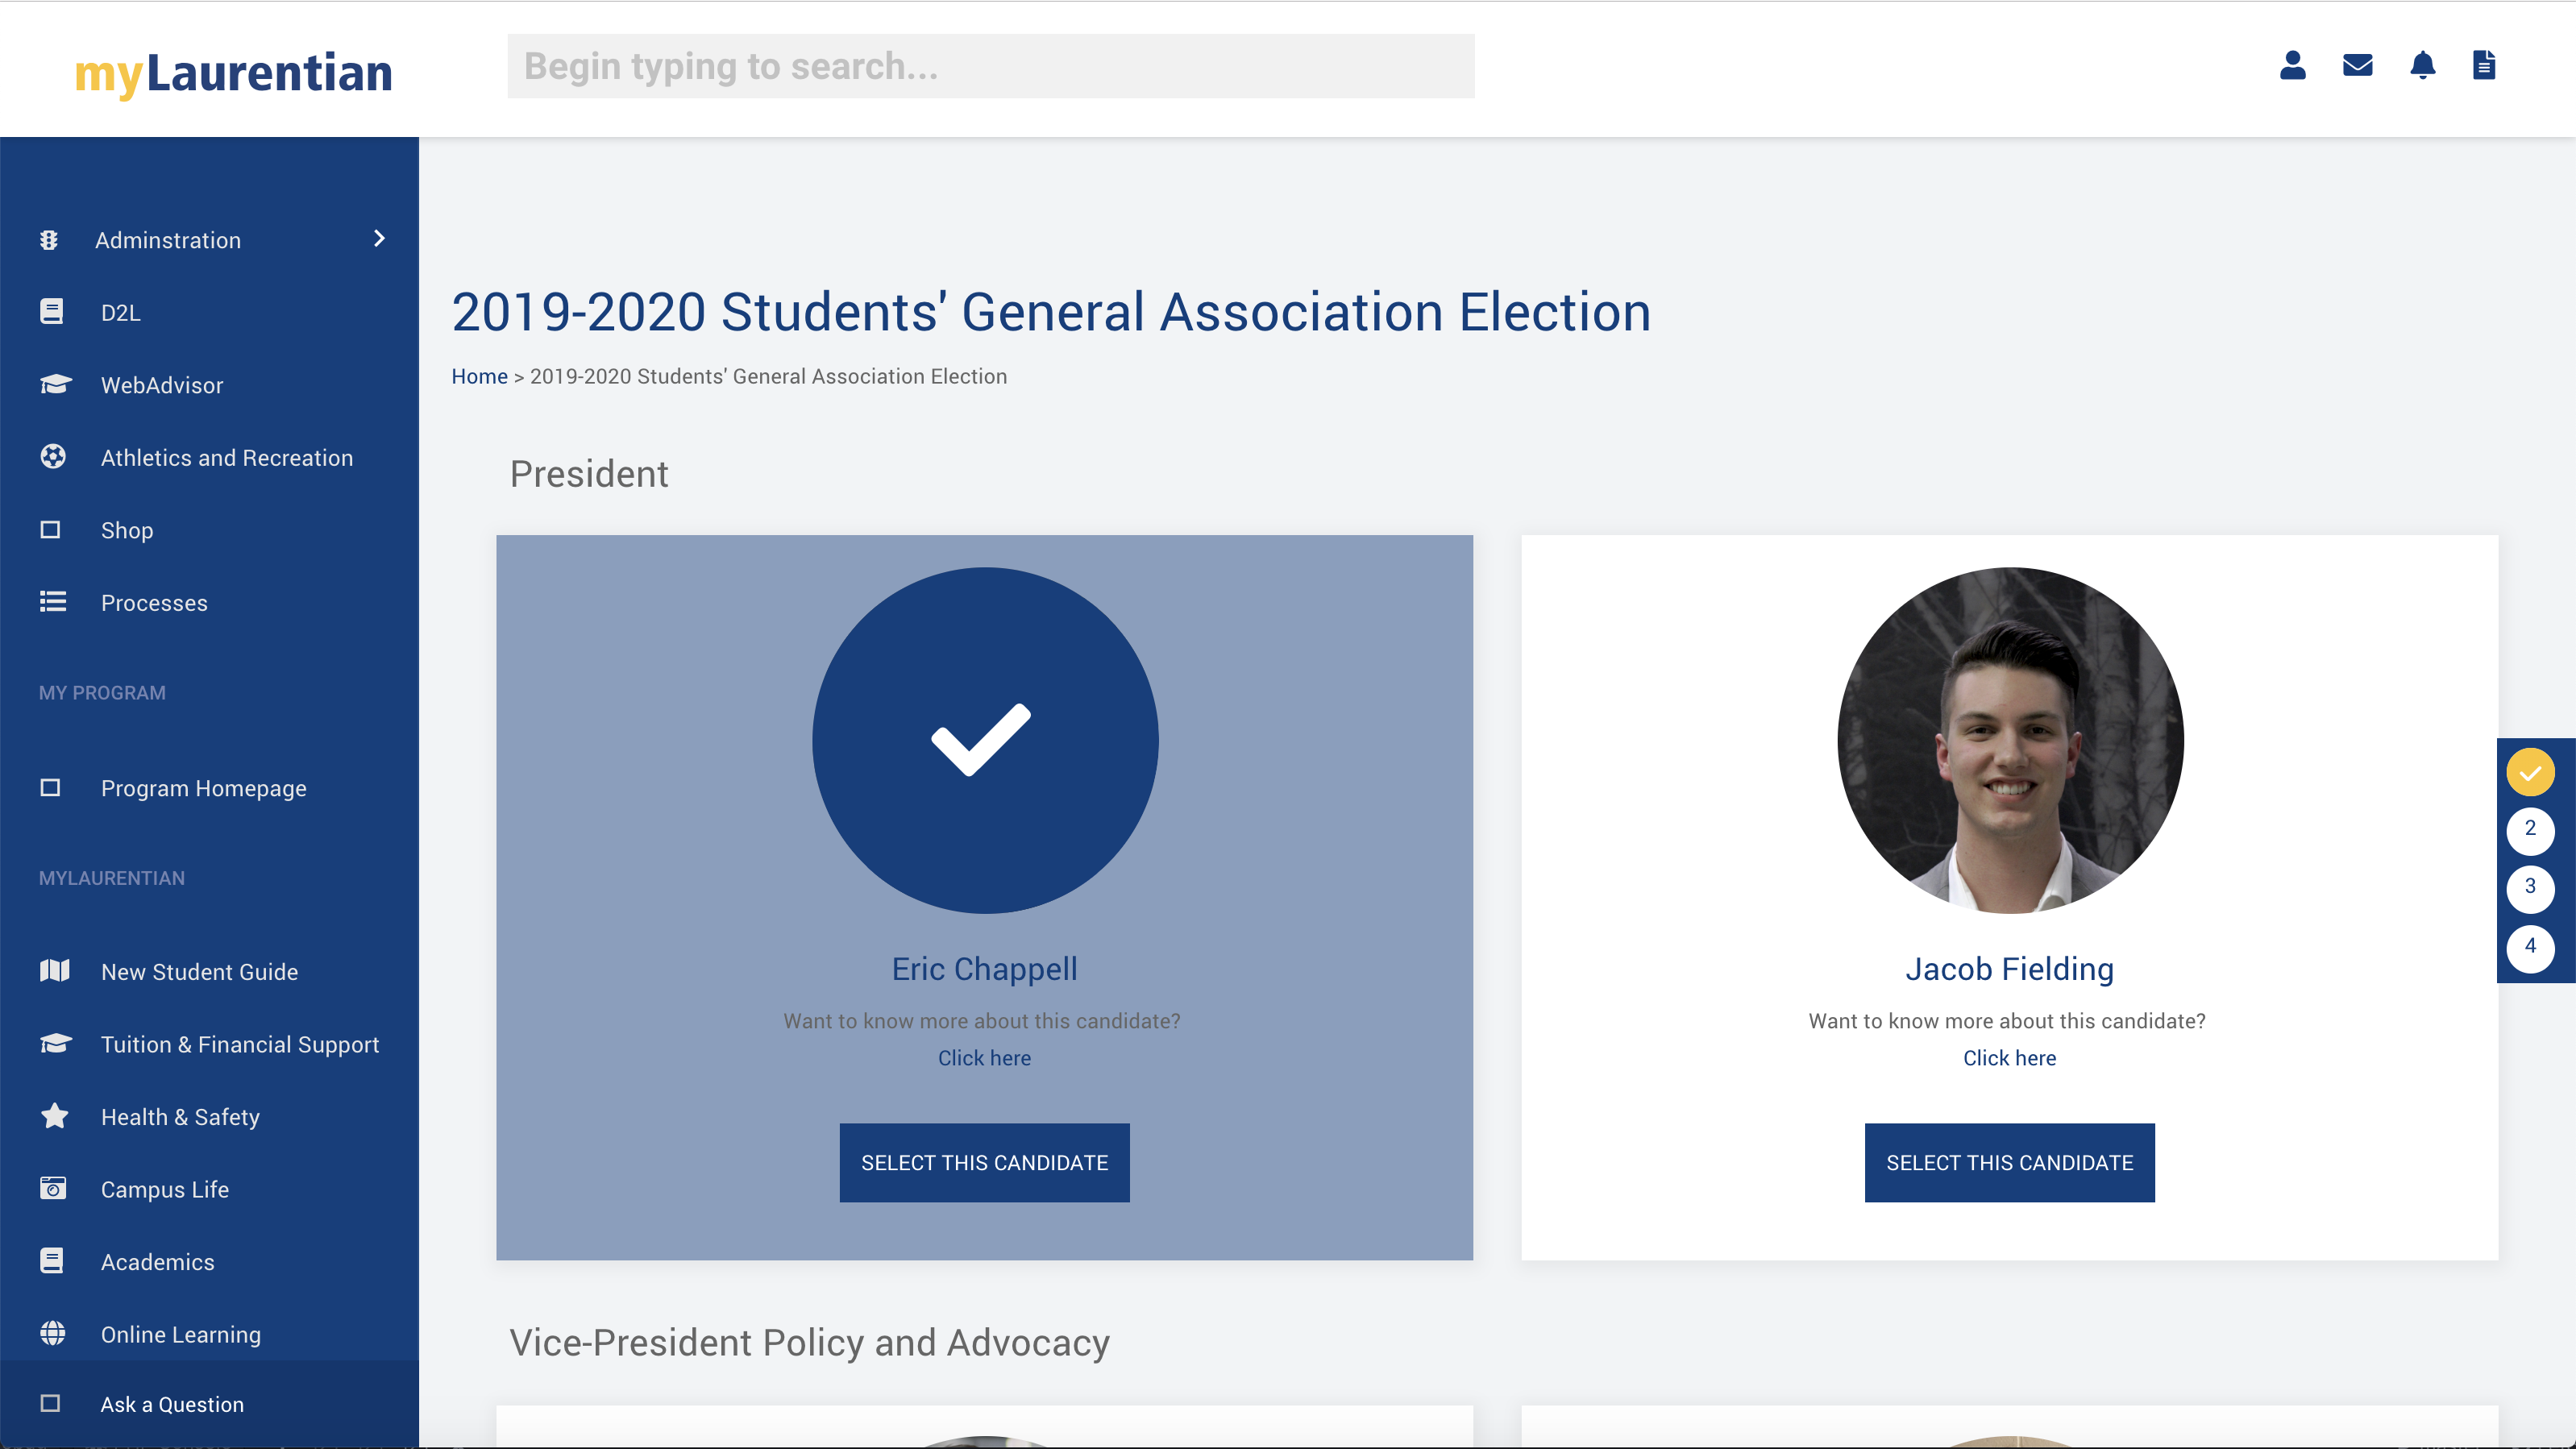 myLaurentian
Begin typing to search...
Adminstration
D2L
WebAdvisor
Athletics and Recreation
Shop
Processes
MY PROGRAM
Program Homepage
MYLAURENTIAN
New Student Guide
Tuition & Financial Support
Health & Safety
Campus Life
Academics
Online Learning
Ask a Question
2019-2020 Students' General Association Election
Home > 2019-2020 Students' General Association Election
President
Eric Chappell
Want to know more about this candidate?
Click here
SELECT THIS CANDIDATE
Jacob Fielding
Want to know more about this candidate?
Click here
SELECT THIS CANDIDATE
2
3
4
Vice-President Policy and Advocacy